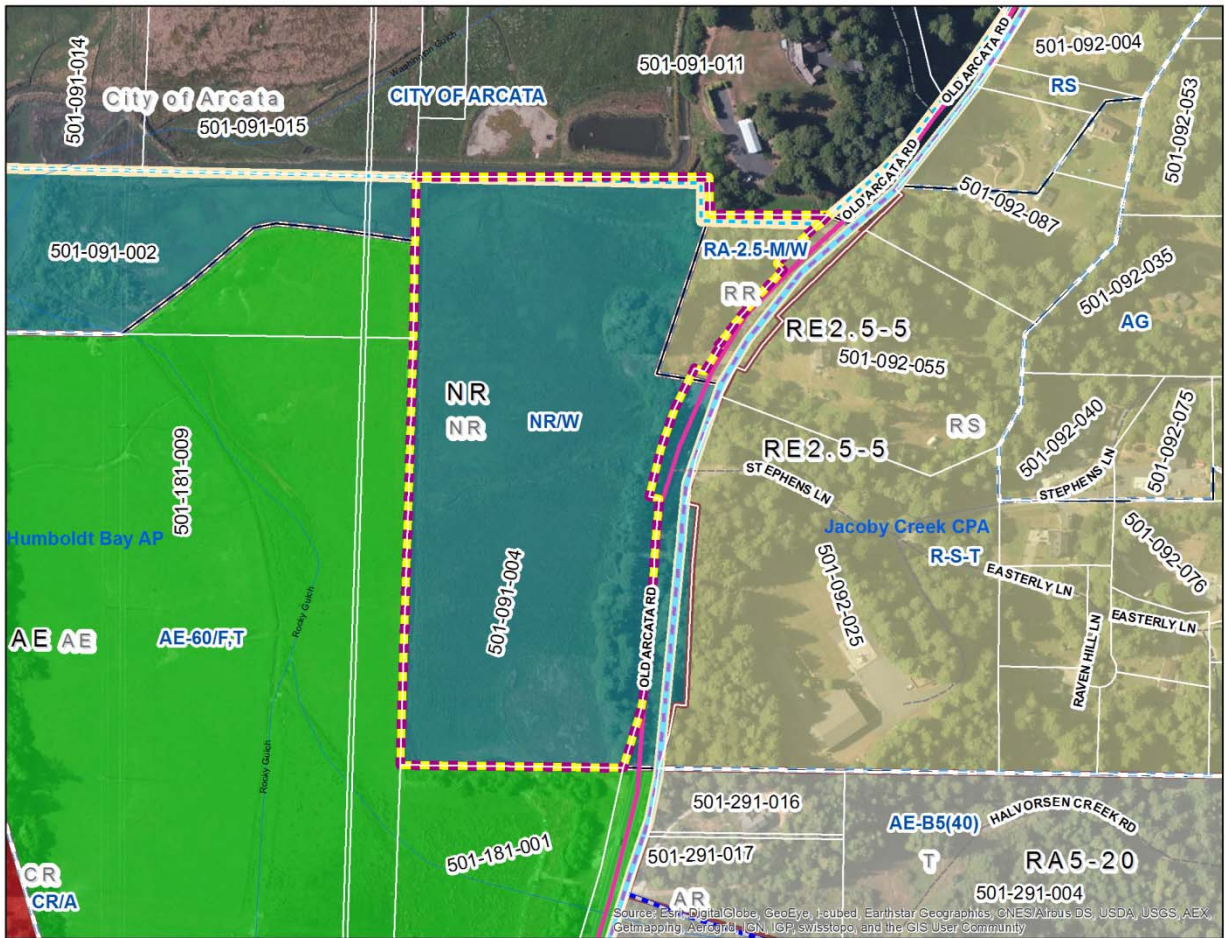 501-091-014
City of Arcata
501-091-015
Washington Gulch
CITY OF ARCATA
501-091-011
OLD ARCATA RD
501-092-004
RS
501-092-053
OLD ARCATA RD
501-092-087
501-091-002
RA-2.5-M/W
RR
501-092-035
AG
RE2.5-5
501-092-055
NR
NR
NR/W
RS
RE2.5-5
501-092-040
501-092-075
STEPHENS LN
STEPHENS LN
501-181-009
Humboldt Bay AP
Jacoby Creek CPA
R-S-T
501-092-076
EASTERLY LN
EASTERLY LN
501-092-025
Rocky Gulch
501-091-004
AE AE
AE-60/F,T
OLD ARCATA RD
RAVEN HILL LN
Rocky Gulch
501-291-016
AE-B5(40)
HALVORSEN CREEK RD
501-181-001
501-291-017
T
RA5-20
CR
CR/A
AR
501-291-004
Source: Esri, DigitalGlobe, GeoEye, i-cubed, Earthstar Geographics, CNES/Airbus DS, USDA, USGS, AEX,
Getmapping, Aerogrid, IGN, IGP, swisstopo, and the GIS User Community